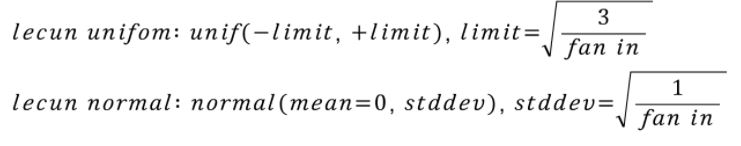 lecun unifom: unif(−limit, +limit), limit=√(3/fan in)
lecun normal: normal(mean=0, stddev), stddev=√(1/fan in)